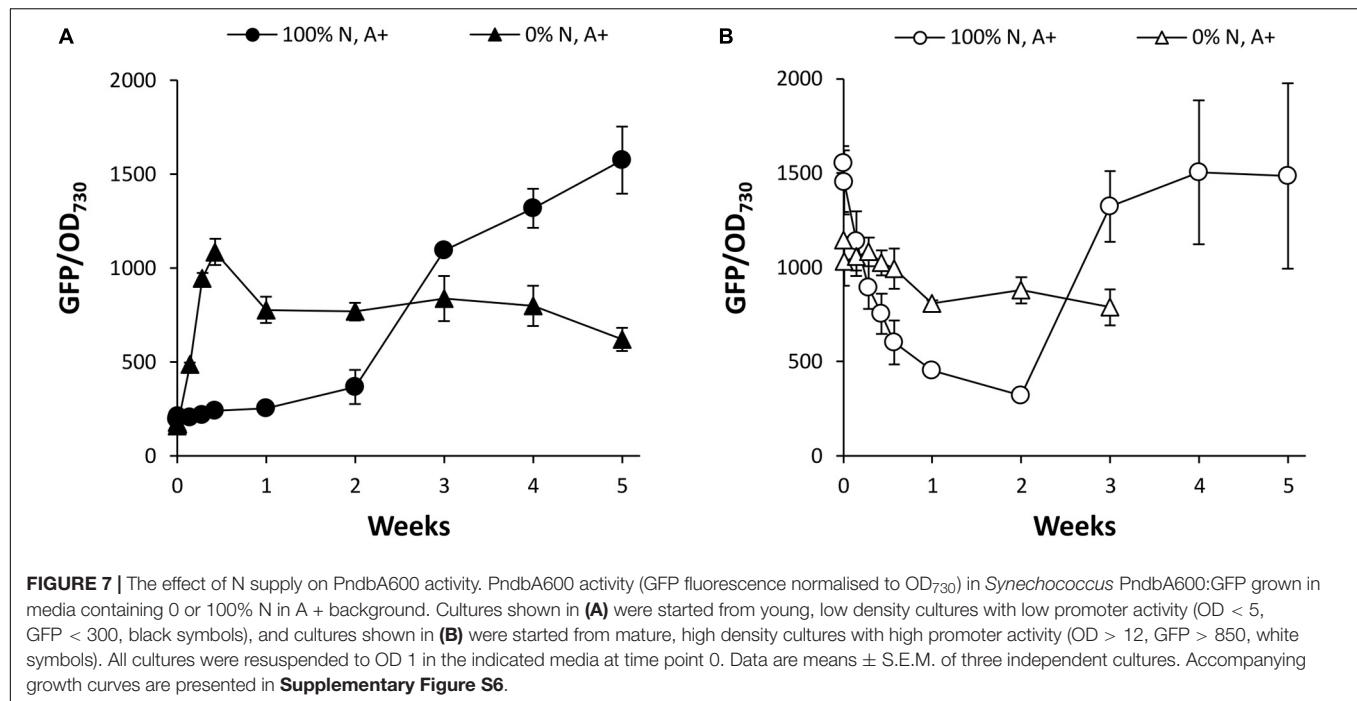 A
100% N, A+
0% N, A+
GFP/OD730
2000
1500
1000
500
0
0 1 2 3 4 5
Weeks
B
100% N, A+
0% N, A+
GFP/OD730
2000
1500
1000
500
0
0 1 2 3 4 5
Weeks
FIGURE 7 | The effect of N supply on PndbA600 activity. PndbA600 activity (GFP fluorescence normalised to OD730) in Synechococcus PndbA600:GFP grown in
media containing 0 or 100% N in A + background. Cultures shown in (A) were started from young, low density cultures with low promoter activity (OD < 5,
GFP < 300, black symbols), and cultures shown in (B) were started from mature, high density cultures with high promoter activity (OD > 12, GFP > 850, white
symbols). All cultures were resuspended to OD 1 in the indicated media at time point 0. Data are means ± S.E.M. of three independent cultures. Accompanying
growth curves are presented in Supplementary Figure S6.